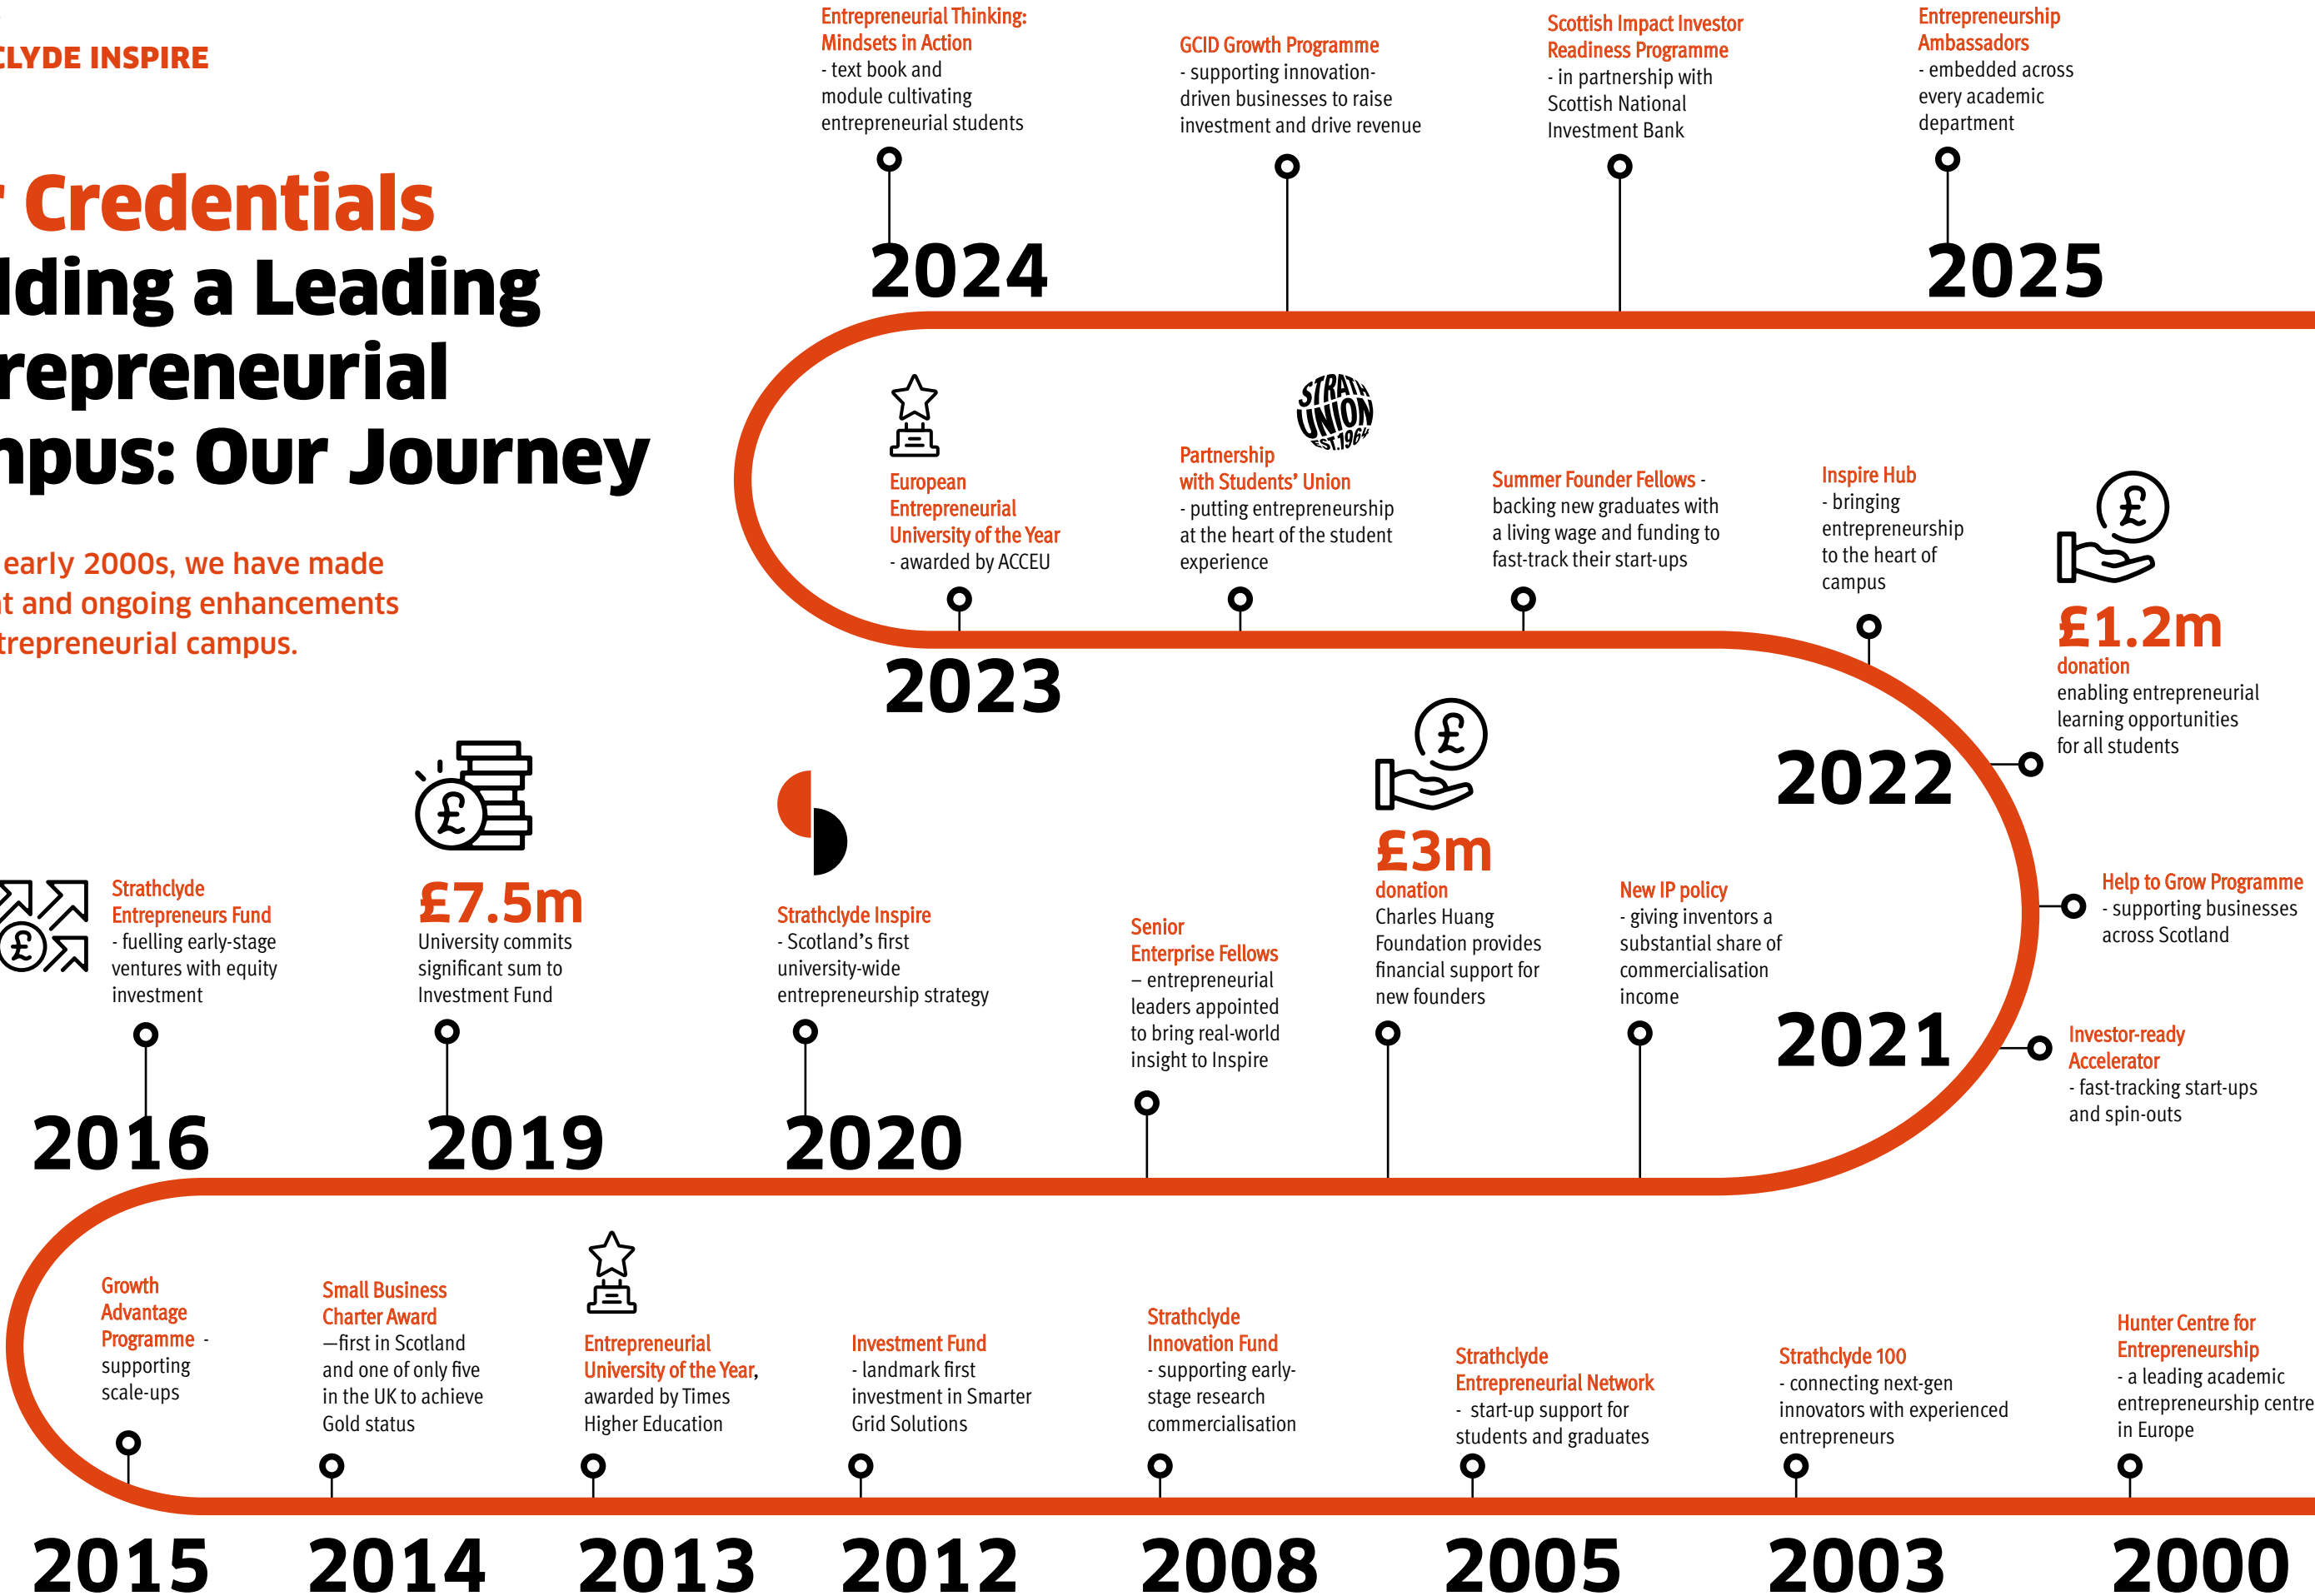 CLYDE INSPIRE
r Credentials
lding a Leading
repreneurial
npus: Our Journey
early 2000s, we have made
t and ongoing enhancements
trepreneurial campus.
Entrepreneurial Thinking:
Mindsets in Action
- text book and
module cultivating
entrepreneurial students
GCID Growth Programme
- supporting innovation-
driven businesses to raise
investment and drive revenue
Scottish Impact Investor
Readiness Programme
- in partnership with
Scottish National
Investment Bank
Entrepreneurship
Ambassadors
- embedded across
every academic
department
2024
2025
European
Entrepreneurial
University of the Year
- awarded by ACCEU
STRATH
UNION
EST.1964
Partnership
with Students' Union
- putting entrepreneurship
at the heart of the student
experience
Summer Founder Fellows -
backing new graduates with
a living wage and funding to
fast-track their start-ups
Inspire Hub
- bringing
entrepreneurship
to the heart of
campus
£
£1.2m
donation
enabling entrepreneurial
learning opportunities
for all students
2023
2022
£
Strathclyde
Entrepreneurs Fund
- fuelling early-stage
ventures with equity
investment
£
£7.5m
University commits
significant sum to
Investment Fund
Strathclyde Inspire
- Scotland's first
university-wide
entrepreneurship strategy
Senior
Enterprise Fellows
– entrepreneurial
leaders appointed
to bring real-world
insight to Inspire
£
£3m
donation
Charles Huang
Foundation provides
financial support for
new founders
New IP policy
- giving inventors a
substantial share of
commercialisation
income
Help to Grow Programme
- supporting businesses
across Scotland
2021
Investor-ready
Accelerator
- fast-tracking start-ups
and spin-outs
2016
2019
2020
Growth
Advantage
Programme -
supporting
scale-ups
Small Business
Charter Award
—first in Scotland
and one of only five
in the UK to achieve
Gold status
Entrepreneurial
University of the Year,
awarded by Times
Higher Education
Investment Fund
- landmark first
investment in Smarter
Grid Solutions
Strathclyde
Innovation Fund
- supporting early-
stage research
commercialisation
Strathclyde
Entrepreneurial Network
- start-up support for
students and graduates
Strathclyde 100
- connecting next-gen
innovators with experienced
entrepreneurs
Hunter Centre for
Entrepreneurship
- a leading academic
entrepreneurship centre
in Europe
2015
2014
2013
2012
2008
2005
2003
2000